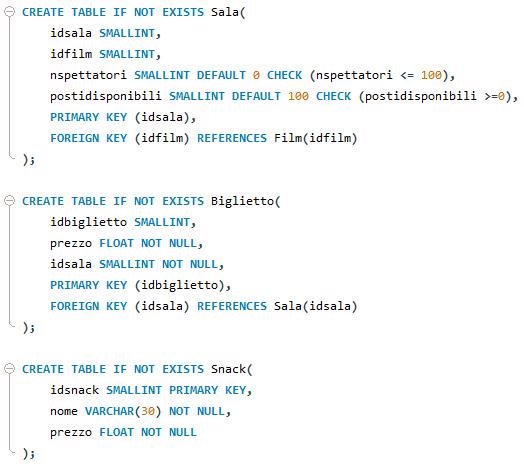 CREATE TABLE IF NOT EXISTS Sala(
    idsala SMALLINT,
    idfilm SMALLINT,
    nspettatori SMALLINT DEFAULT 0 CHECK (nspettatori <= 100),
    postidisponibili SMALLINT DEFAULT 100 CHECK (postidisponibili >=0),
    PRIMARY KEY (idsala),
    FOREIGN KEY (idfilm) REFERENCES Film(idfilm)
);
CREATE TABLE IF NOT EXISTS Biglietto(
    idbiglietto SMALLINT,
    prezzo FLOAT NOT NULL,
    idsala SMALLINT NOT NULL,
    PRIMARY KEY (idbiglietto),
    FOREIGN KEY (idsala) REFERENCES Sala(idsala)
);
CREATE TABLE IF NOT EXISTS Snack(
    idsnack SMALLINT PRIMARY KEY,
    nome VARCHAR(30) NOT NULL,
    prezzo FLOAT NOT NULL
);